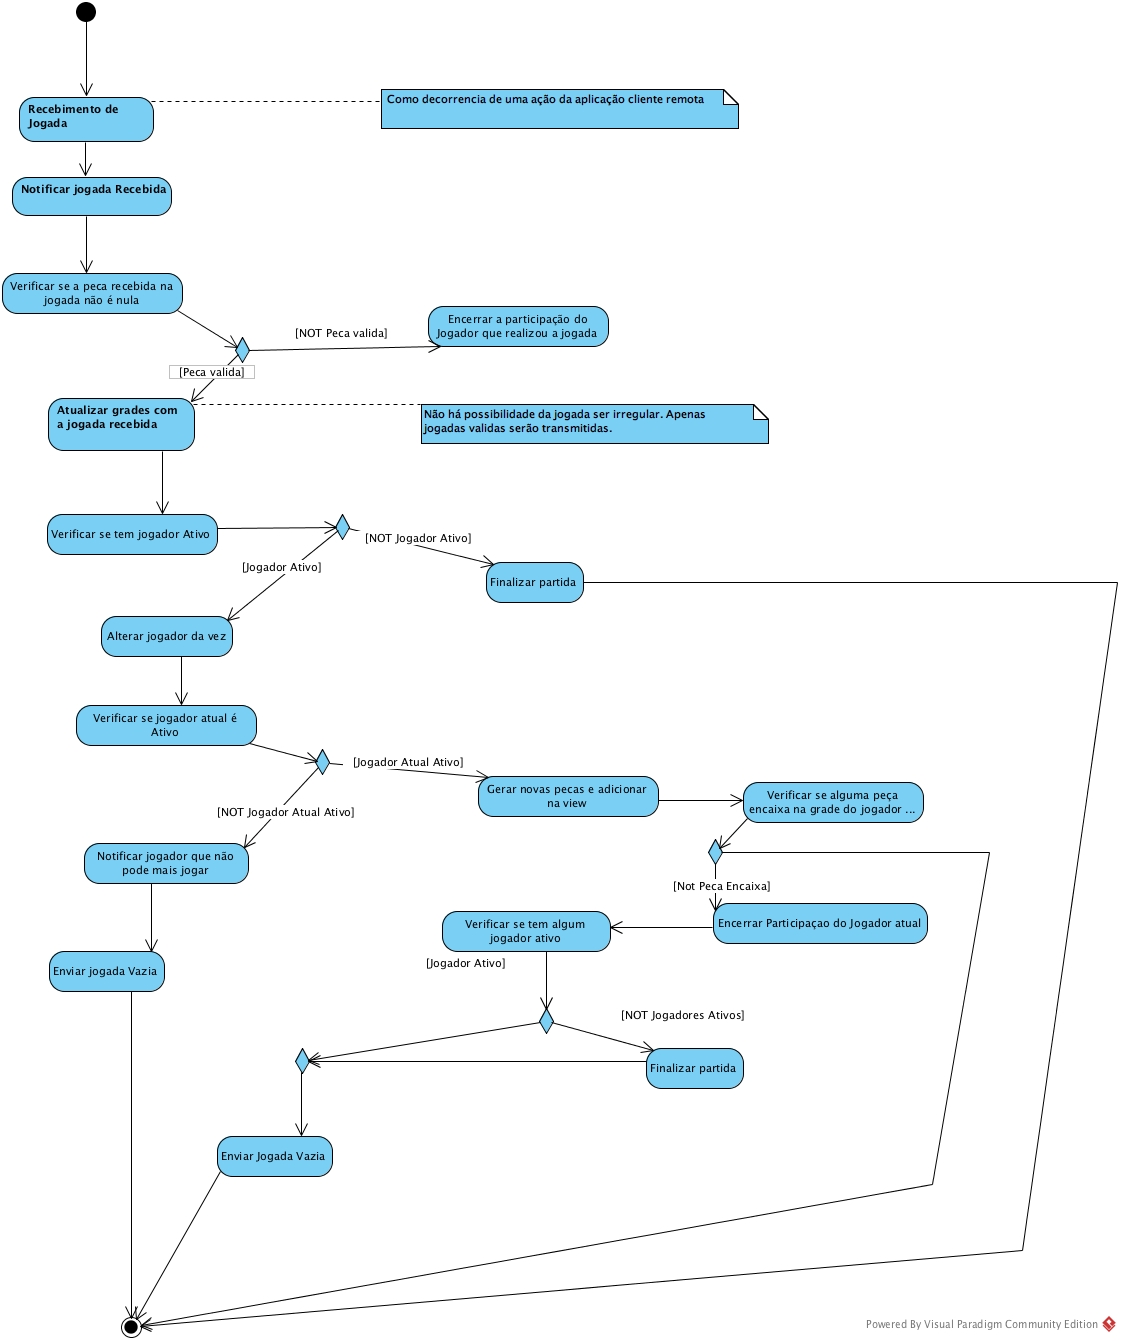 Recebimento de
Jogada
Como decorrencia de uma ação da aplicação cliente remota
Notificar jogada Recebida
Verificar se a peca recebida na
jogada não é nula
[NOT Peca valida]
Encerrar a participação do
Jogador que realizou a jogada
[Peca valida]
Atualizar grades com
a jogada recebida
Não há possibilidade da jogada ser irregular. Apenas
jogadas validas serão transmitidas.
Verificar se tem jogador Ativo
[NOT Jogador Ativo]
[Jogador Ativo]
Finalizar partida
Alterar jogador da vez
Verificar se jogador atual é
Ativo
[Jogador Atual Ativo]
Gerar novas pecas e adicionar
na view
Verificar se alguma peça
encaixa na grade do jogador ...
[NOT Jogador Atual Ativo]
Notificar jogador que não
pode mais jogar
[Not Peca Encaixa]
Encerrar Participaçao do Jogador atual
Verificar se tem algum
jogador ativo
[Jogador Ativo]
Enviar jogada Vazia
[NOT Jogadores Ativos]
Finalizar partida
Enviar Jogada Vazia
Powered By Visual Paradigm Community Edition